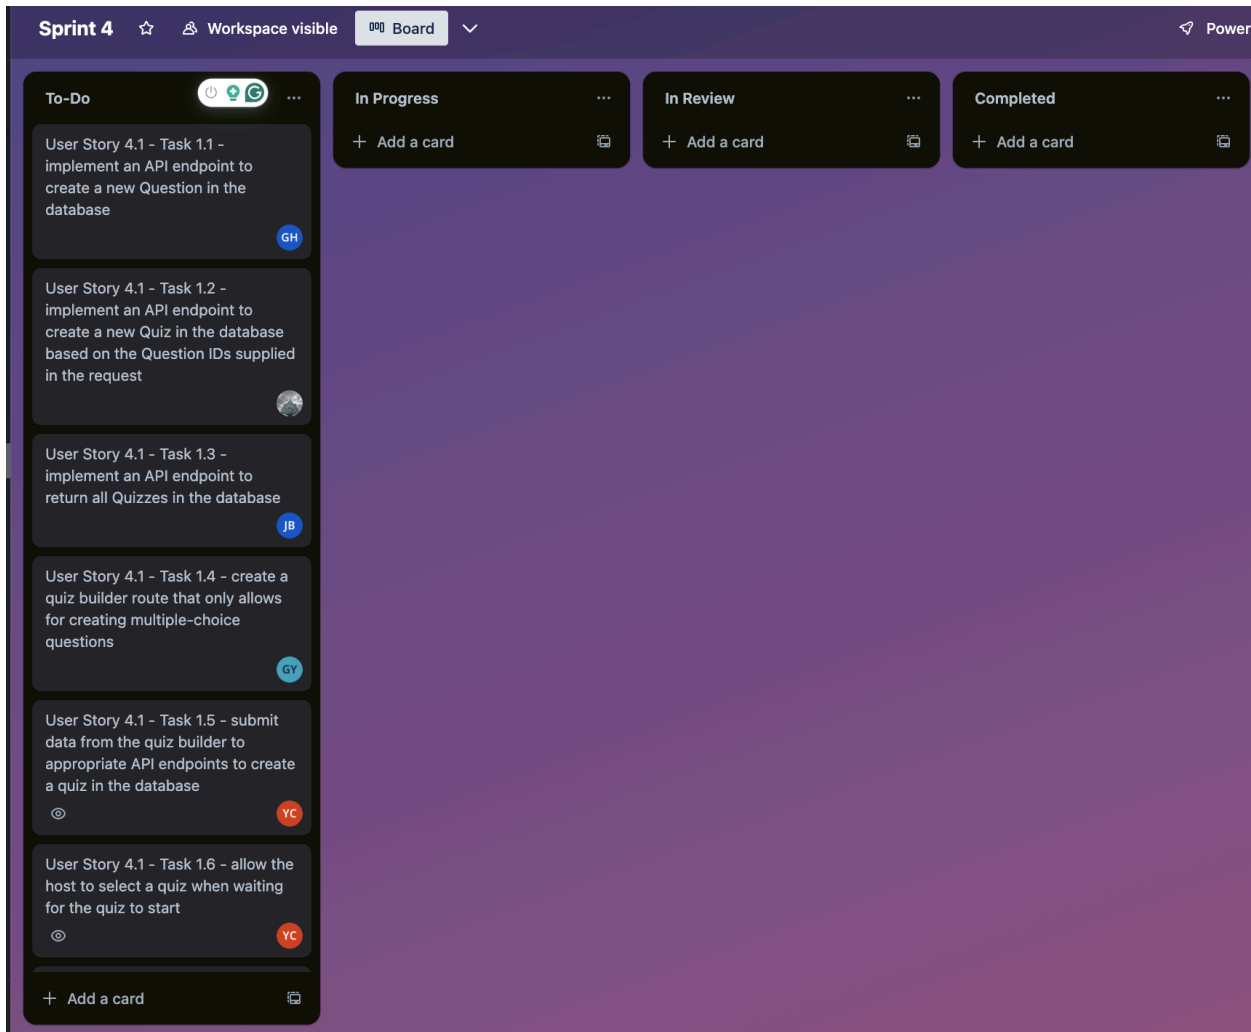 Sprint 4
Workspace visible
Board
Power
To-Do
User Story 4.1 - Task 1.1 -
implement an API endpoint to
create a new Question in the
database
GH
User Story 4.1 - Task 1.2 -
implement an API endpoint to
create a new Quiz in the database
based on the Question IDs supplied
in the request
User Story 4.1 - Task 1.3 -
implement an API endpoint to
return all Quizzes in the database
JB
User Story 4.1 - Task 1.4 - create a
quiz builder route that only allows
for creating multiple-choice
questions
GY
User Story 4.1 - Task 1.5 - submit
data from the quiz builder to
appropriate API endpoints to create
a quiz in the database
YC
User Story 4.1 - Task 1.6 - allow the
host to select a quiz when waiting
for the quiz to start
YC
+ Add a card
In Progress
+ Add a card
In Review
+ Add a card
Completed
+ Add a card